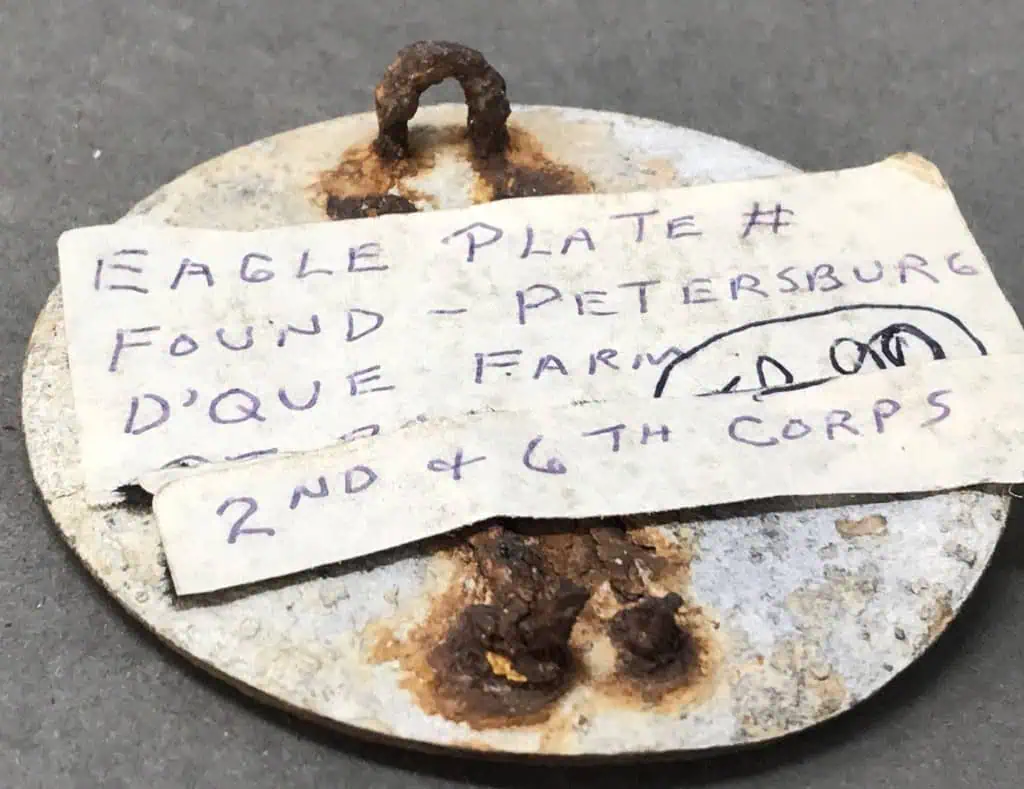 EAGLE PLATE #
FOUND - PETERSBURG
D'QUE FARM
2ND & 6TH CORPS